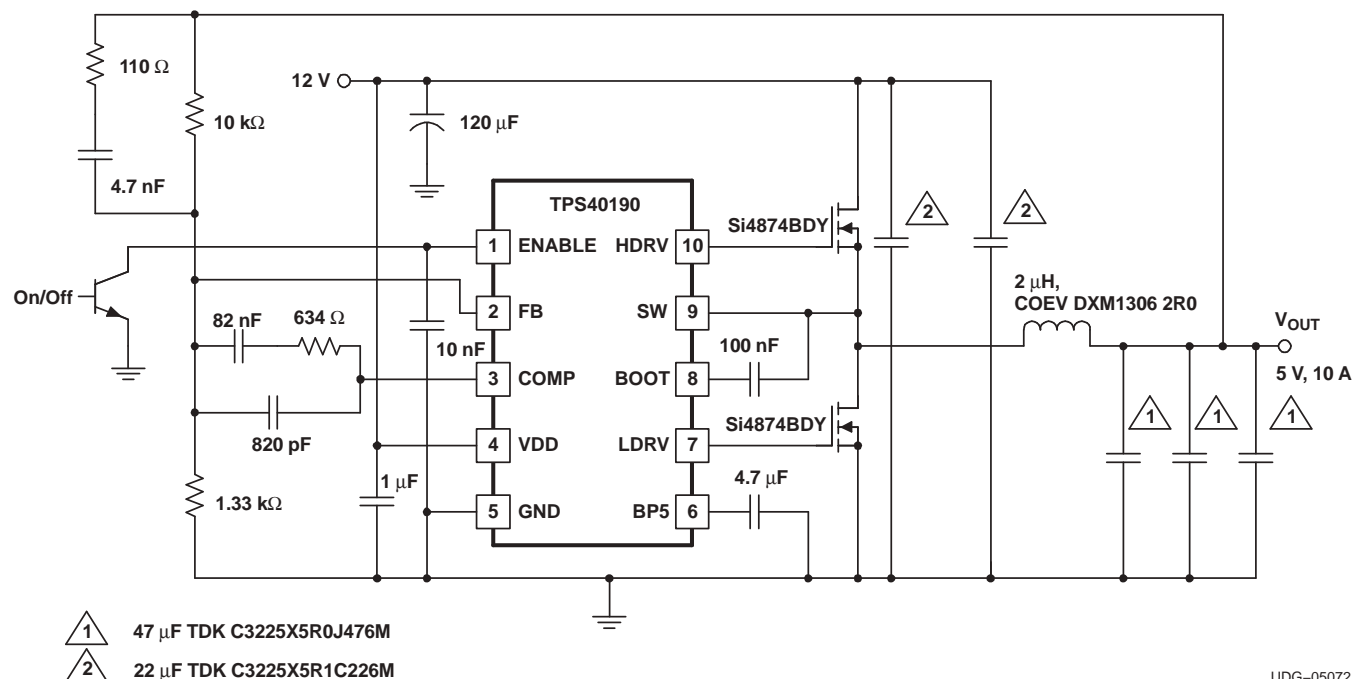 110 Ω
10 kΩ
4.7 nF
12 V
120 μF
TPS40190
1 ENABLE HDRV 10
2 FB SW 9
3 COMP BOOT 8
4 VDD LDRV 7
5 GND BP5 6
Si4874BDY
2
2
On/Off
82 nF
634 Ω
10 nF
820 pF
1.33 kΩ
1 μF
100 nF
Si4874BDY
4.7 μF
2 μH,
COEV DXM1306 2R0
VOUT
5 V, 10 A
1
1
1
1 47 μF TDK C3225X5R0J476M
2 22 μF TDK C3225X5R1C226M
UDG–05072